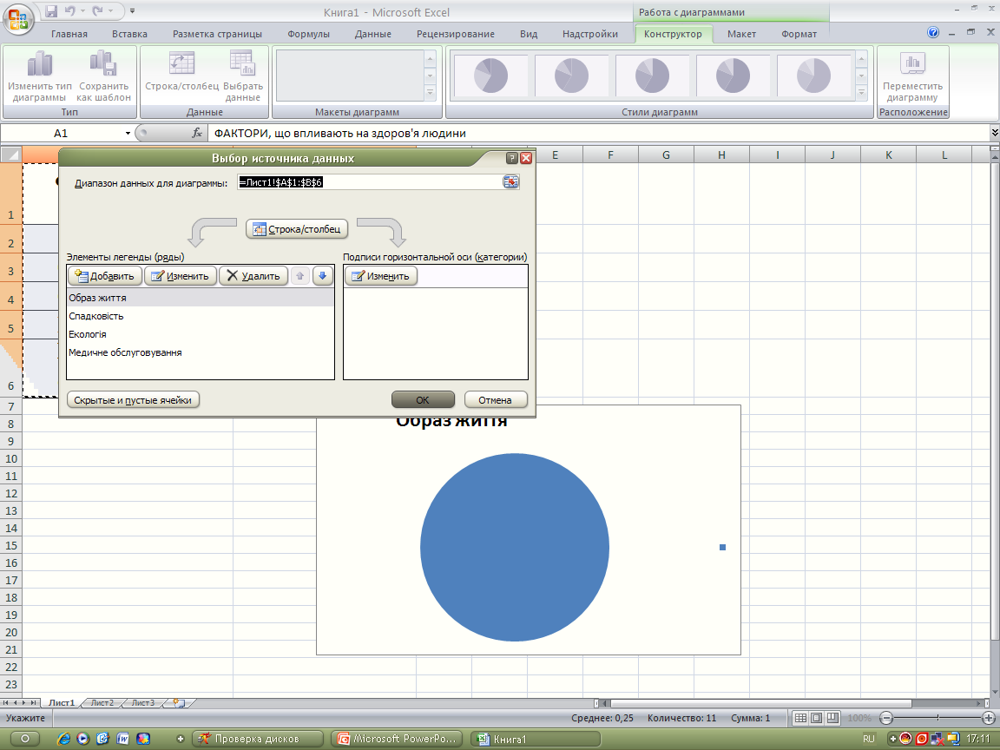 Книга1 - Microsoft Excel
Работа с диаграммами
Главная Вставка Разметка страницы Формулы Данные Рецензирование Вид Надстройки Конструктор Макет Формат
Изменить тип диаграммы
Сохранить как шаблон
Строка/столбец
Выбрать данные
Тип
Данные
Макеты диаграмм
Стили диаграмм
Переместить диаграмму
Расположение
A1
fx
ФАКТОРИ, що впливають на здоров'я людини
E F G H I J K L
Выбор источника данных
Диапазон данных для диаграммы: =Лист1!$A$1:$B$6
Строка/столбец
Элементы легенды (ряды)
Подписи горизонтальной оси (категории)
Добавить Изменить Удалить
Изменить
Образ життя
Спадковість
Екологія
Медичне обслуговування
Скрытые и пустые ячейки
ОК Отмена
1
2
3
4
5
6
7
8
9
10
11
12
13
14
15
16
17
18
19
20
21
22
23
Образ життя
Лист1 Лист2 Лист3
Укажите
Среднее: 0,25 Количество: 11 Сумма: 1
100%
Проверка дисков
Microsoft PowerPo...
Книга1
RU
17:11